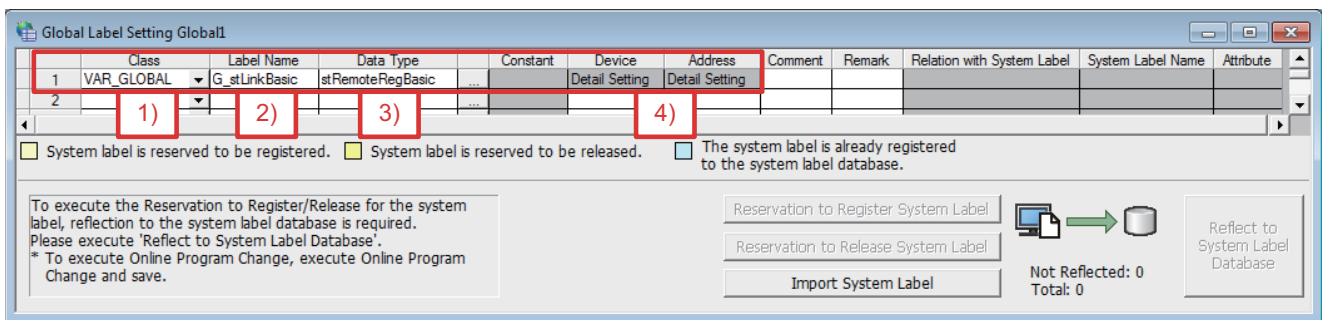 Global Label Setting Global1
Class Label Name Data Type Constant Device Address Comment Remark Relation with System Label System Label Name Attribute
1 VAR_GLOBAL G_stLinkBasic stRemoteRegBasic ... Detail Setting Detail Setting
2 ...
1) 2) 3) 4)
System label is reserved to be registered. System label is reserved to be released. The system label is already registered
to the system label database.
To execute the Reservation to Register/Release for the system
label, reflection to the system label database is required.
Please execute 'Reflect to System Label Database'.
* To execute Online Program Change, execute Online Program
Change and save.
Reservation to Register System Label
Reservation to Release System Label
Import System Label
Not Reflected: 0
Total: 0
Reflect to
System Label
Database